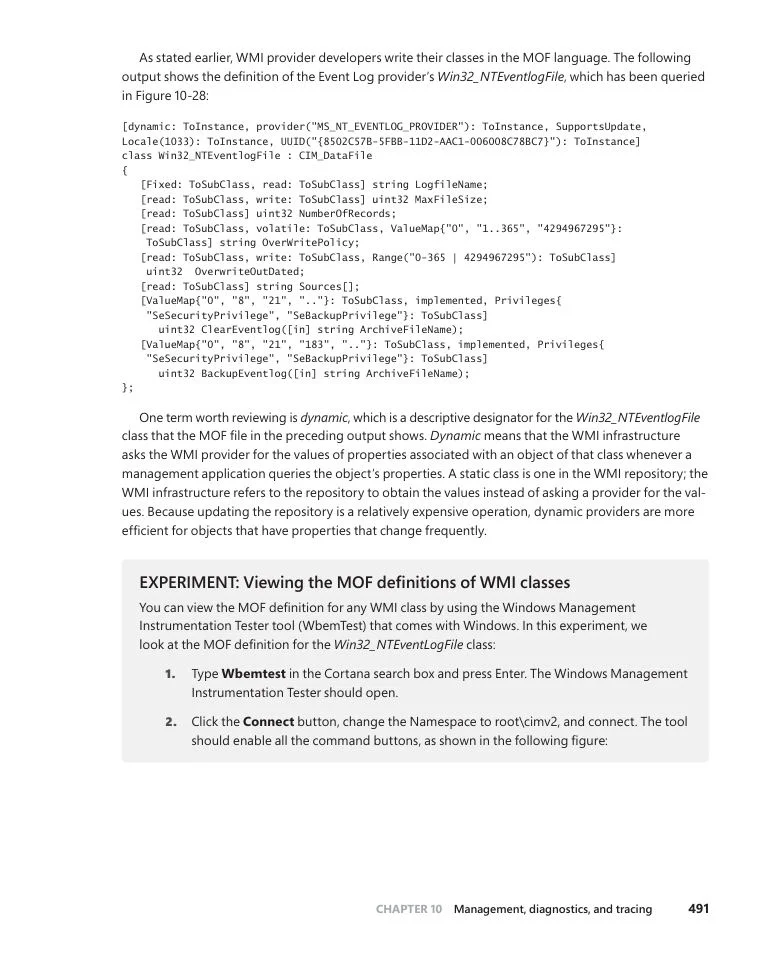 As stated earlier, WMI provider developers write their classes in the MOF language. The following
output shows the definition of the Event Log provider's Win32_NTEventlogFile, which has been queried
in Figure 10-28:
[dynamic: ToInstance, provider("MS_NT_EVENTLOG_PROVIDER"): ToInstance, SupportsUpdate,
Locale(1033): ToInstance, UUID("{8502C57B-5FBB-11D2-AAC1-006008C78BC7}"): ToInstance]
class Win32_NTEventlogFile : CIM_DataFile
{
[Fixed: ToSubClass, read: ToSubClass] string LogfileName;
[read: ToSubClass, write: ToSubClass] uint32 MaxFileSize;
[read: ToSubClass] uint32 NumberOfRecords;
[read: ToSubClass, volatile: ToSubClass, ValueMap{"0", "1..365", "4294967295"}:
ToSubClass] string OverWritePolicy;
[read: ToSubClass, write: ToSubClass, Range("0-365 | 4294967295"): ToSubClass]
uint32  OverwriteOutDated;
[read: ToSubClass] string Sources[];
[ValueMap{"0", "8", "21", ".."}: ToSubClass, implemented, Privileges{
"SeSecurityPrivilege", "SeBackupPrivilege"}: ToSubClass]
uint32 ClearEventlog([in] string ArchiveFileName);
[ValueMap{"0", "8", "21", "183", ".."}: ToSubClass, implemented, Privileges{
"SeSecurityPrivilege", "SeBackupPrivilege"}: ToSubClass]
uint32 BackupEventlog([in] string ArchiveFileName);
};
One term worth reviewing is dynamic, which is a descriptive designator for the Win32_NTEventlogFile
class that the MOF file in the preceding output shows. Dynamic means that the WMI infrastructure
asks the WMI provider for the values of properties associated with an object of that class whenever a
management application queries the object's properties. A static class is one in the WMI repository; the
WMI infrastructure refers to the repository to obtain the values instead of asking a provider for the val-
ues. Because updating the repository is a relatively expensive operation, dynamic providers are more
efficient for objects that have properties that change frequently.
EXPERIMENT: Viewing the MOF definitions of WMI classes
You can view the MOF definition for any WMI class by using the Windows Management
Instrumentation Tester tool (WbemTest) that comes with Windows. In this experiment, we
look at the MOF definition for the Win32_NTEventLogFile class:
1. Type Wbemtest in the Cortana search box and press Enter. The Windows Management
Instrumentation Tester should open.
2. Click the Connect button, change the Namespace to root\cimv2, and connect. The tool
should enable all the command buttons, as shown in the following figure:
CHAPTER 10 Management, diagnostics, and tracing 491